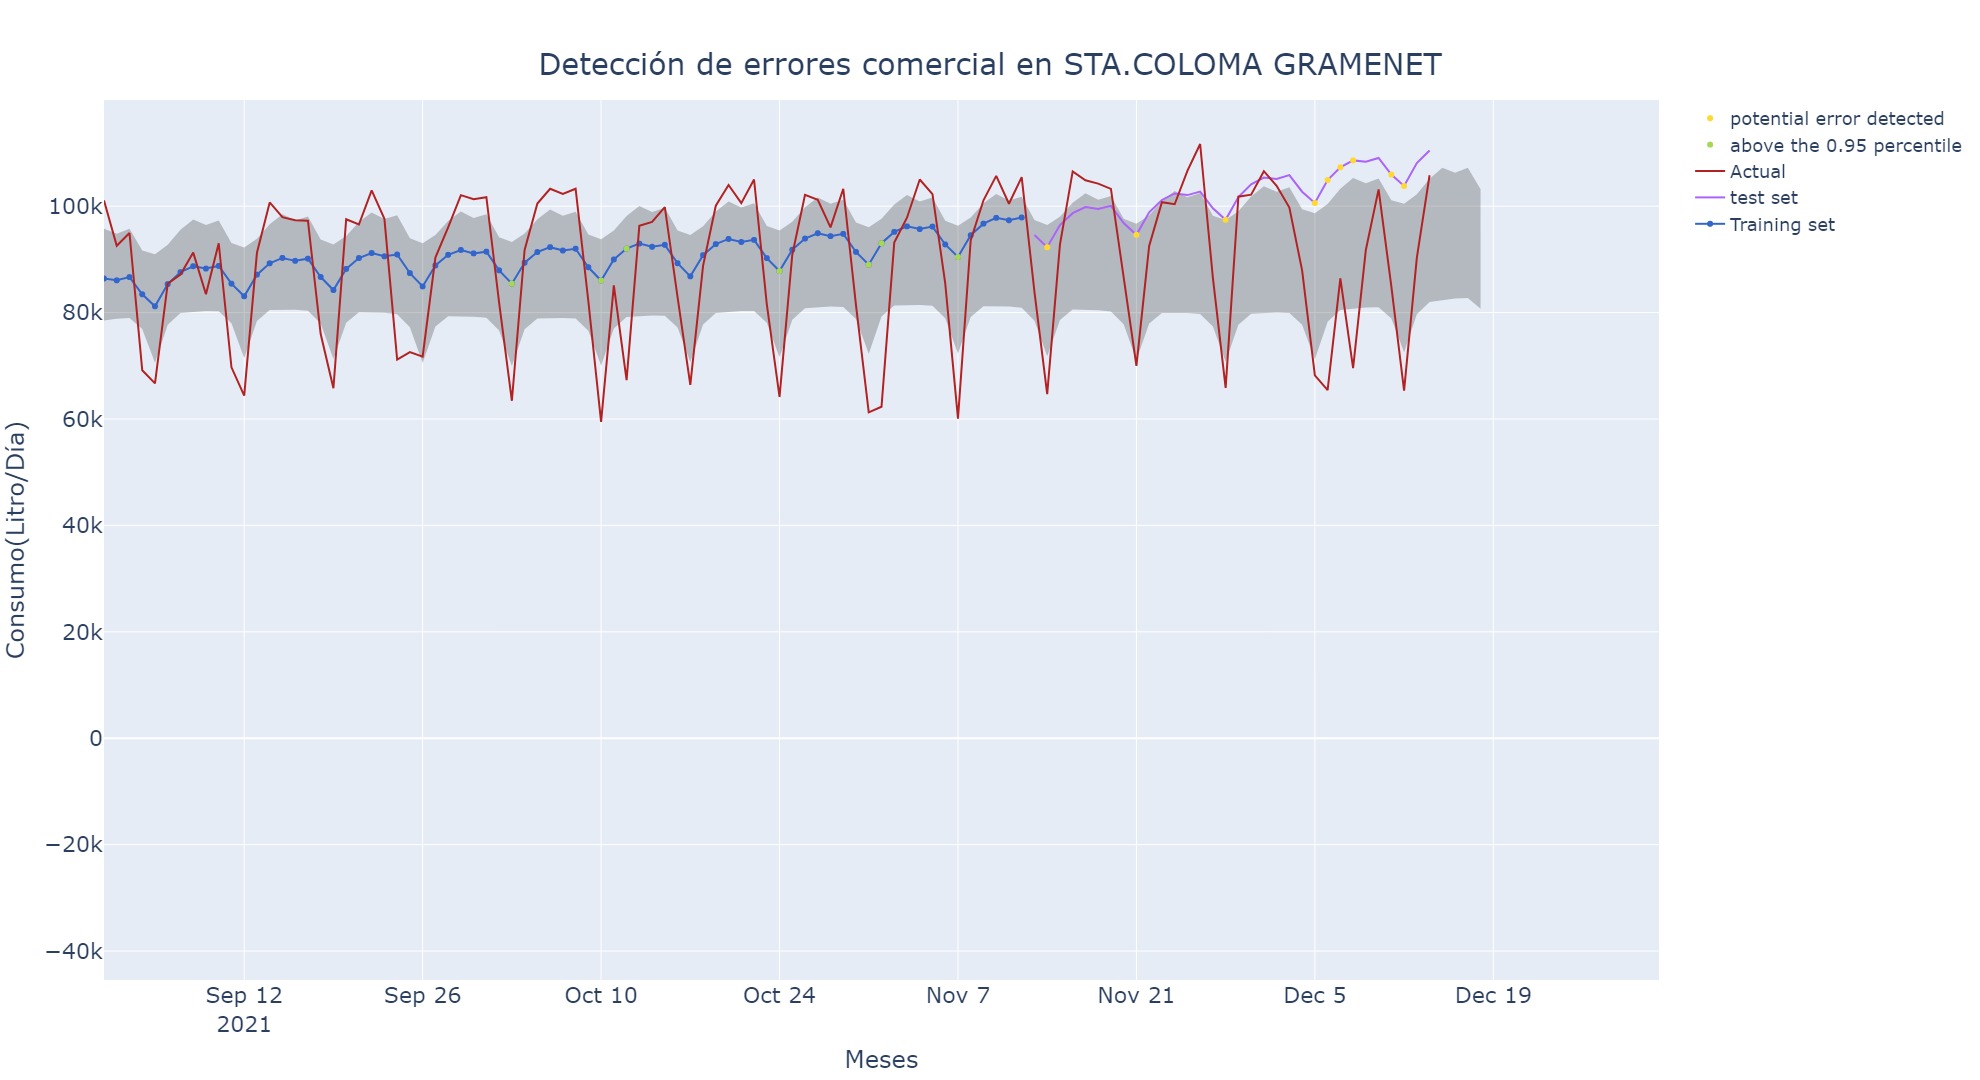 Detección de errores comercial en STA.COLOMA GRAMENET
potential error detected
above the 0.95 percentile
Actual
test set
Training set
Consumo(Litro/Día)
100k
80k
60k
40k
20k
0
−20k
−40k
Sep 12
2021
Sep 26
Oct 10
Oct 24
Nov 7
Nov 21
Dec 5
Dec 19
Meses